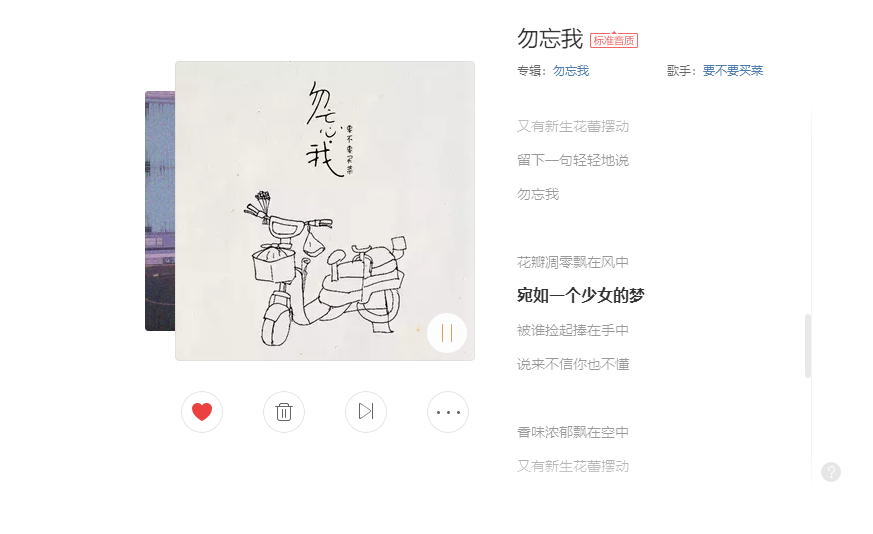 勿忘我 标准音质
专辑：勿忘我 歌手：要不要买菜
勿忘我
要不要买菜
又有新生花蕾摆动
留下一句轻轻地说
勿忘我
花瓣凋零飘在风中
宛如一个少女的梦
被谁捡起捧在手中
说来不信你也不懂
香味浓郁飘在空中
又有新生花蕾摆动
?